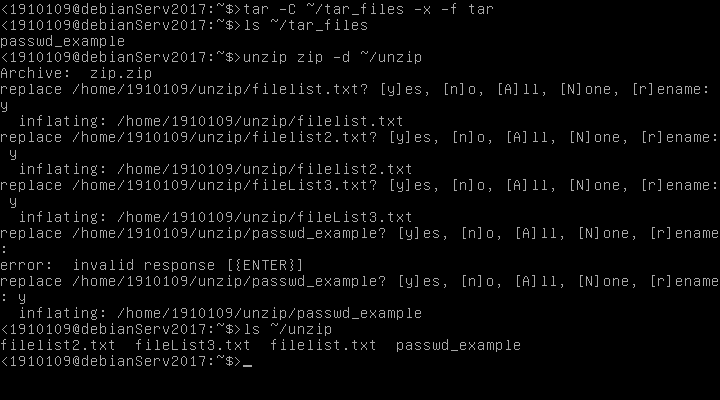 <1910109@debianServ2017:~$>tar -C ~/tar_files -x -f tar
<1910109@debianServ2017:~$>ls ~/tar_files
passwd_example
<1910109@debianServ2017:~$>unzip zip -d ~/unzip
Archive:  zip.zip
replace /home/1910109/unzip/filelist.txt? [y]es, [n]o, [A]ll, [N]one, [r]ename:
y
  inflating: /home/1910109/unzip/filelist.txt
replace /home/1910109/unzip/filelist2.txt? [y]es, [n]o, [A]ll, [N]one, [r]ename:
 y
  inflating: /home/1910109/unzip/filelist2.txt
replace /home/1910109/unzip/fileList3.txt? [y]es, [n]o, [A]ll, [N]one, [r]ename:
 y
  inflating: /home/1910109/unzip/fileList3.txt
replace /home/1910109/unzip/passwd_example? [y]es, [n]o, [A]ll, [N]one, [r]ename
:
error:  invalid response [{ENTER}]
replace /home/1910109/unzip/passwd_example? [y]es, [n]o, [A]ll, [N]one, [r]ename
: y
  inflating: /home/1910109/unzip/passwd_example
<1910109@debianServ2017:~$>ls ~/unzip
filelist2.txt  fileList3.txt  filelist.txt  passwd_example
<1910109@debianServ2017:~$>_